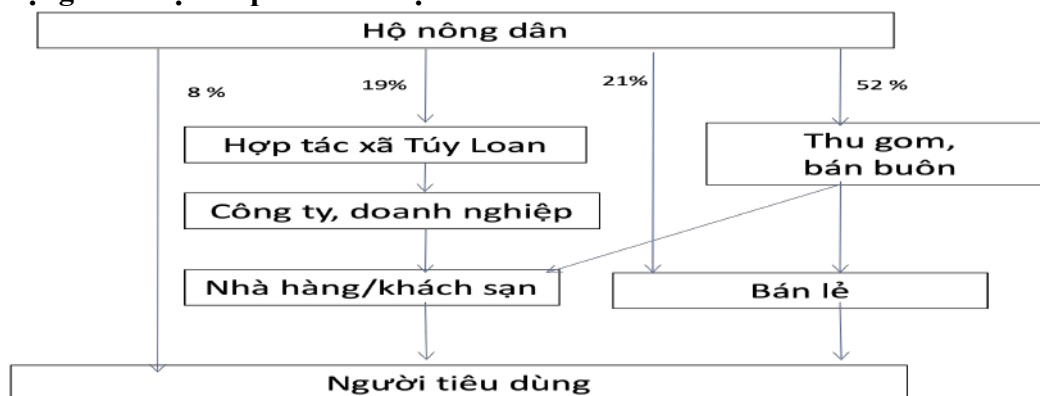 Hộ nông dân
8 %
19%
21%
52 %
Hợp tác xã Túy Loan
Thu gom,
bán buôn
Công ty, doanh nghiệp
Nhà hàng/khách sạn
Bán lẻ
Người tiêu dùng